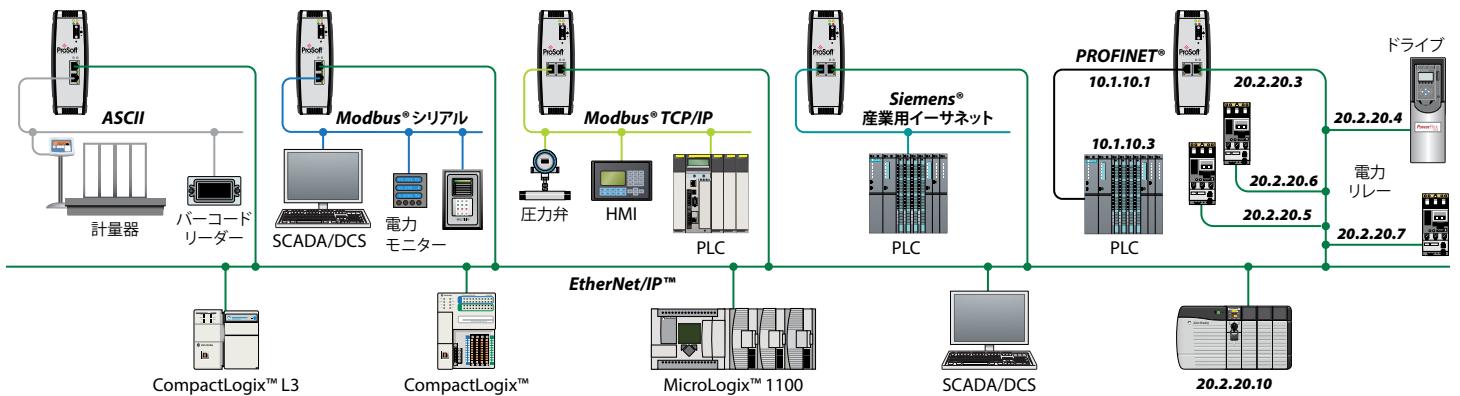 ProSoft
ASCII
計量器
バーコード
リーダー
ProSoft
Modbus® シリアル
SCADA/DCS
電力
モニター
ProSoft
Modbus® TCP/IP
圧力弁
HMI
PLC
ProSoft
Siemens®
産業用イーサネット
PLC
PROFINET®
10.1.10.1
ProSoft
20.2.20.3
10.1.10.3
PLC
ドライブ
20.2.20.4
PowerFlex
20.2.20.6
電力
リレー
20.2.20.5
20.2.20.7
EtherNet/IP™
CompactLogix™ L3
CompactLogix™
MicroLogix™ 1100
SCADA/DCS
20.2.20.10